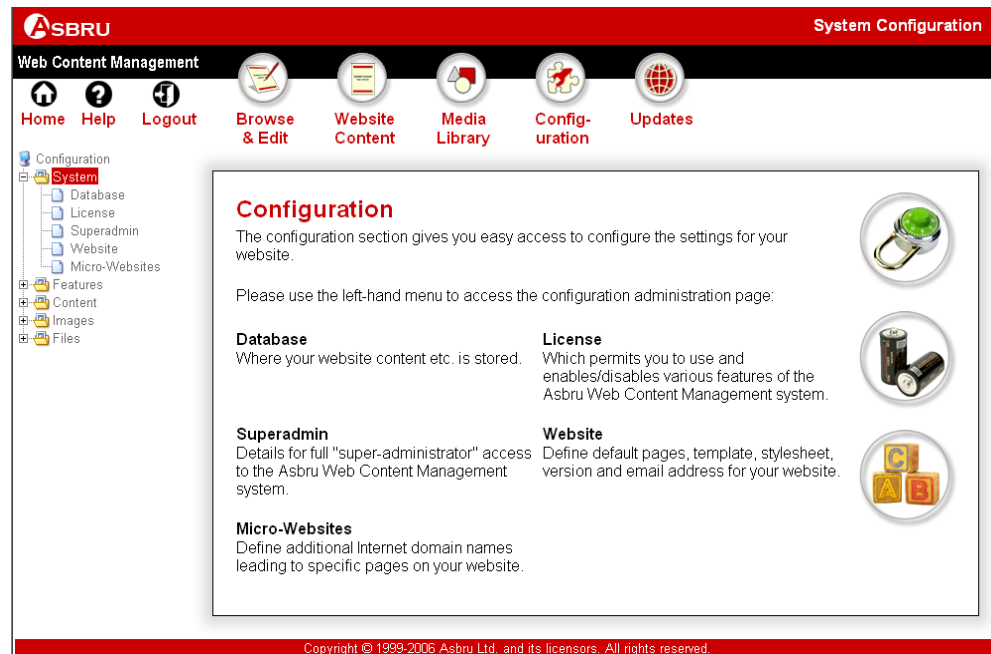 ASBRU
System Configuration
Web Content Management
Home
Help
Logout
Browse
& Edit
Website
Content
Media
Library
Config-
uration
Updates
Configuration
System
Database
License
Superadmin
Website
Micro-Websites
Features
Content
Images
Files
Configuration
The configuration section gives you easy access to configure the settings for your
website.
Please use the left-hand menu to access the configuration administration page:
Database
Where your website content etc. is stored.
License
Which permits you to use and
enables/disables various features of the
Asbru Web Content Management system.
Superadmin
Details for full "super-administrator" access
to the Asbru Web Content Management
system.
Website
Define default pages, template, stylesheet,
version and email address for your website.
Micro-Websites
Define additional Internet domain names
leading to specific pages on your website.
C
A
B
Copyright © 1999-2006 Asbru Ltd. and its licensors. All rights reserved.